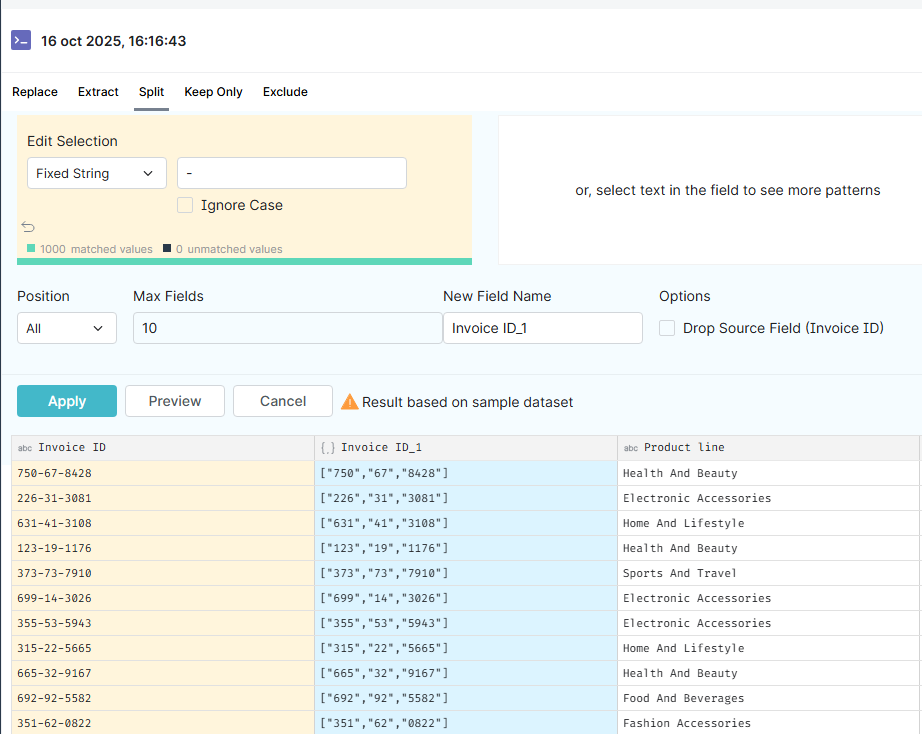 >_ 16 oct 2025, 16:16:43
Replace Extract Split Keep Only Exclude
Edit Selection
Fixed String -
Ignore Case
1000 matched values 0 unmatched values
or, select text in the field to see more patterns
Position Max Fields New Field Name Options
All 10 Invoice ID_1 Drop Source Field (Invoice ID)
Apply Preview Cancel Result based on sample dataset
abc Invoice ID {.} Invoice ID_1 abc Product line
750-67-8428 ["750","67","8428"] Health And Beauty
226-31-3081 ["226","31","3081"] Electronic Accessories
631-41-3108 ["631","41","3108"] Home And Lifestyle
123-19-1176 ["123","19","1176"] Health And Beauty
373-73-7910 ["373","73","7910"] Sports And Travel
699-14-3026 ["699","14","3026"] Electronic Accessories
355-53-5943 ["355","53","5943"] Electronic Accessories
315-22-5665 ["315","22","5665"] Home And Lifestyle
665-32-9167 ["665","32","9167"] Health And Beauty
692-92-5582 ["692","92","5582"] Food And Beverages
351-62-0822 ["351","62","0822"] Fashion Accessories